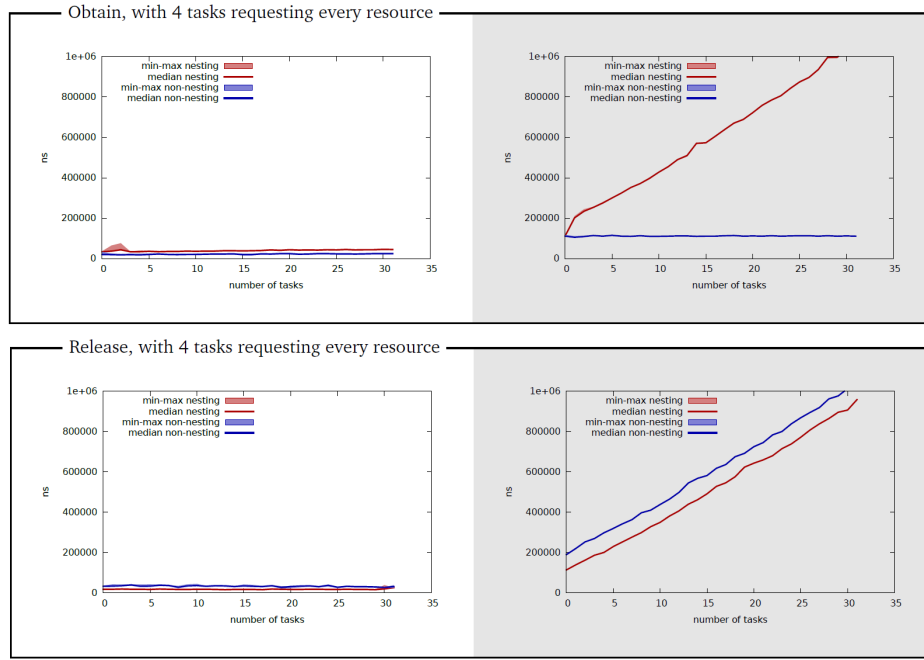 Obtain, with 4 tasks requesting every resource
1e+06
800000
600000
400000
200000
0
ns
min-max nesting
median nesting
min-max non-nesting
median non-nesting
0 5 10 15 20 25 30 35
number of tasks
1e+06
800000
600000
400000
200000
0
ns
min-max nesting
median nesting
min-max non-nesting
median non-nesting
0 5 10 15 20 25 30 35
number of tasks
Release, with 4 tasks requesting every resource
1e+06
800000
600000
400000
200000
0
ns
min-max nesting
median nesting
min-max non-nesting
median non-nesting
0 5 10 15 20 25 30 35
number of tasks
1e+06
800000
600000
400000
200000
0
ns
min-max nesting
median nesting
min-max non-nesting
median non-nesting
0 5 10 15 20 25 30 35
number of tasks